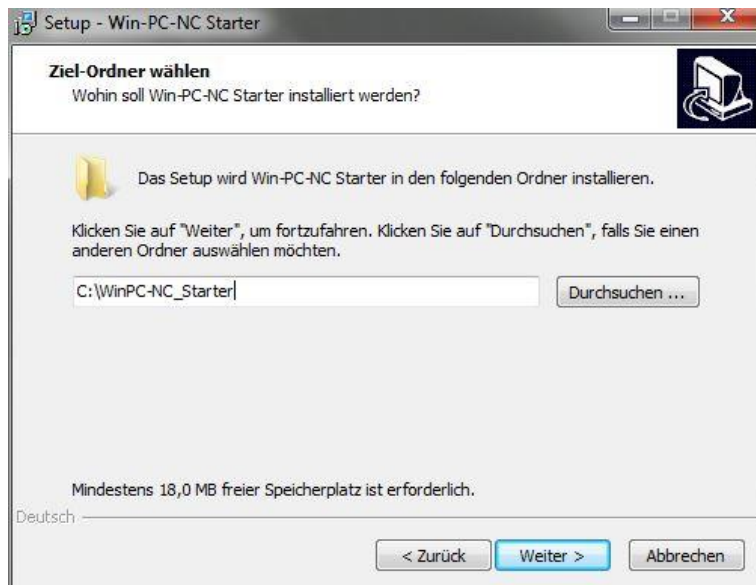 Setup - Win-PC-NC Starter
Ziel-Ordner wählen
Wohin soll Win-PC-NC Starter installiert werden?
Das Setup wird Win-PC-NC Starter in den folgenden Ordner installieren.
Klicken Sie auf "Weiter", um fortzufahren. Klicken Sie auf "Durchsuchen", falls Sie einen
anderen Ordner auswählen möchten.
C:\WinPC-NC_Starter
Durchsuchen ...
Mindestens 18,0 MB freier Speicherplatz ist erforderlich.
Deutsch
< Zurück
Weiter >
Abbrechen